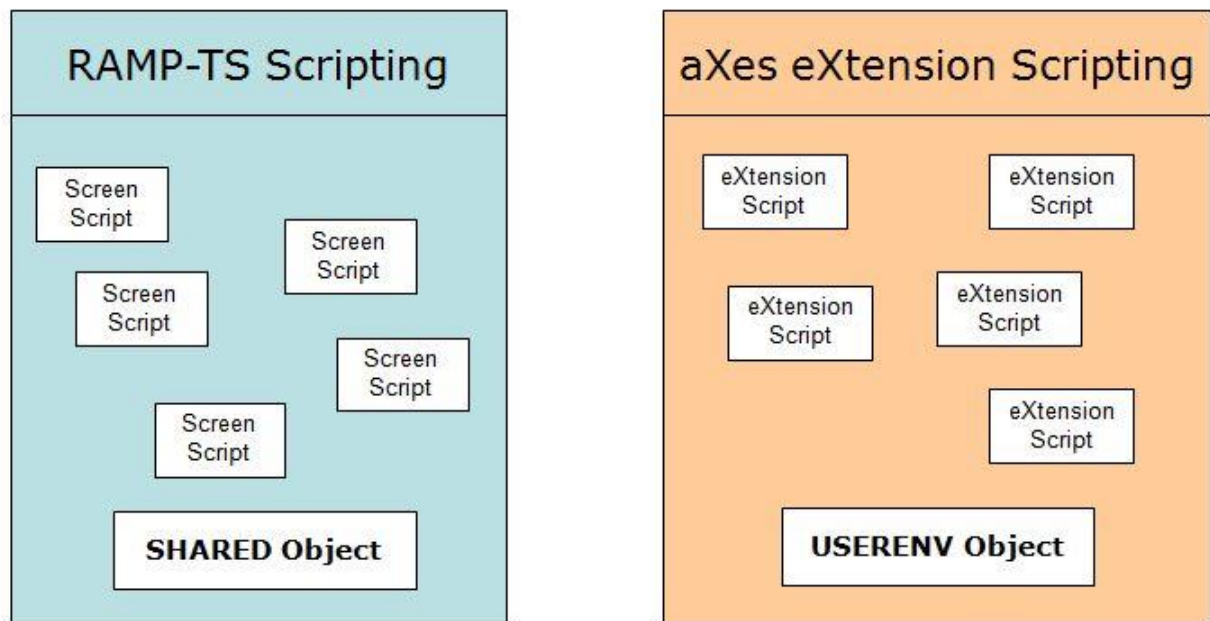 RAMP-TS Scripting
Screen
Script
Screen
Script
Screen
Script
Screen
Script
Screen
Script
SHARED Object
aXes eXtension Scripting
eXtension
Script
eXtension
Script
eXtension
Script
eXtension
Script
eXtension
Script
USERENV Object